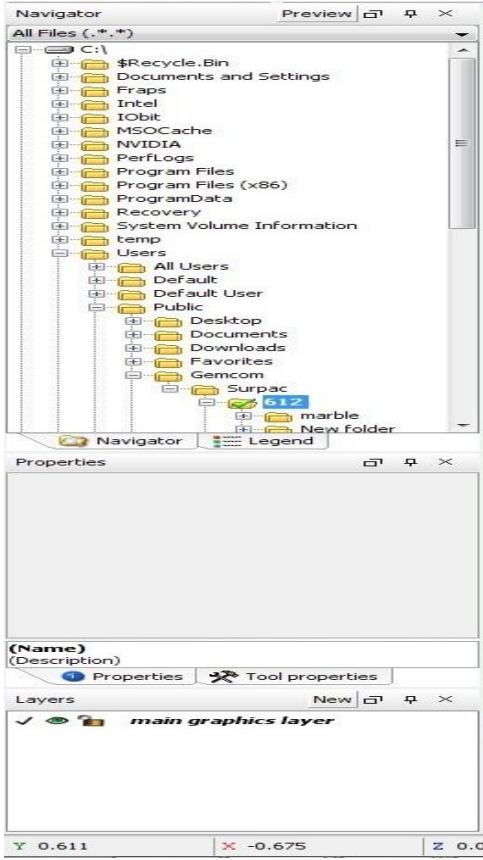 Navigator Preview
All Files (.*.*)
C:\
$Recycle.Bin
Documents and Settings
Fraps
Intel
IObit
MSOCache
NVIDIA
PerfLogs
Program Files
Program Files (x86)
ProgramData
Recovery
System Volume Information
temp
Users
All Users
Default
Default User
Public
Desktop
Documents
Downloads
Favorites
Gemcom
Surpac
612
marble
New folder
Navigator Legend
Properties
(Name)
(Description)
Properties Tool properties
Layers New
main graphics layer
Y 0.611 X -0.675 Z 0.0